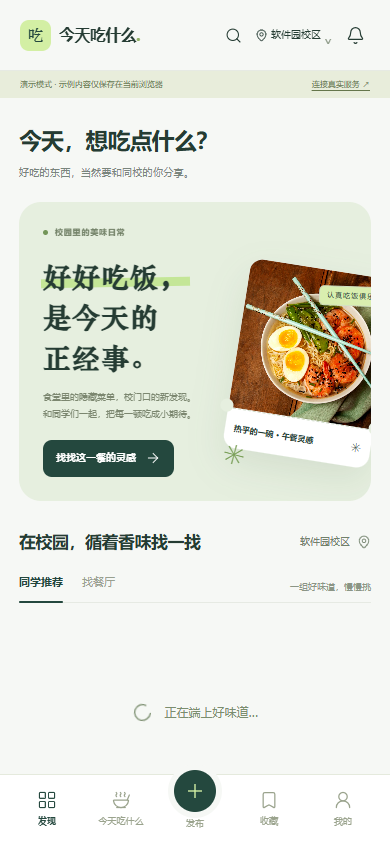 吃 今天吃什么.
软件园校区
演示模式 · 示例内容仅保存在当前浏览器
连接真实服务 ↗
今天，想吃点什么？
好吃的东西，当然要和同校的你分享。
校园里的美味日常
好好吃饭，
是今天的
正经事。
认真吃饭俱
食堂里的隐藏菜单，校门口的新发现。
和同学们一起，把每一顿吃成小期待。
热乎的一碗 · 午餐灵感
找找这一餐的灵感 →
在校园，循着香味找一找
软件园校区
同学推荐 找餐厅
一组好味道，慢慢挑
正在端上好味道...
发现
今天吃什么
发布
收藏
我的